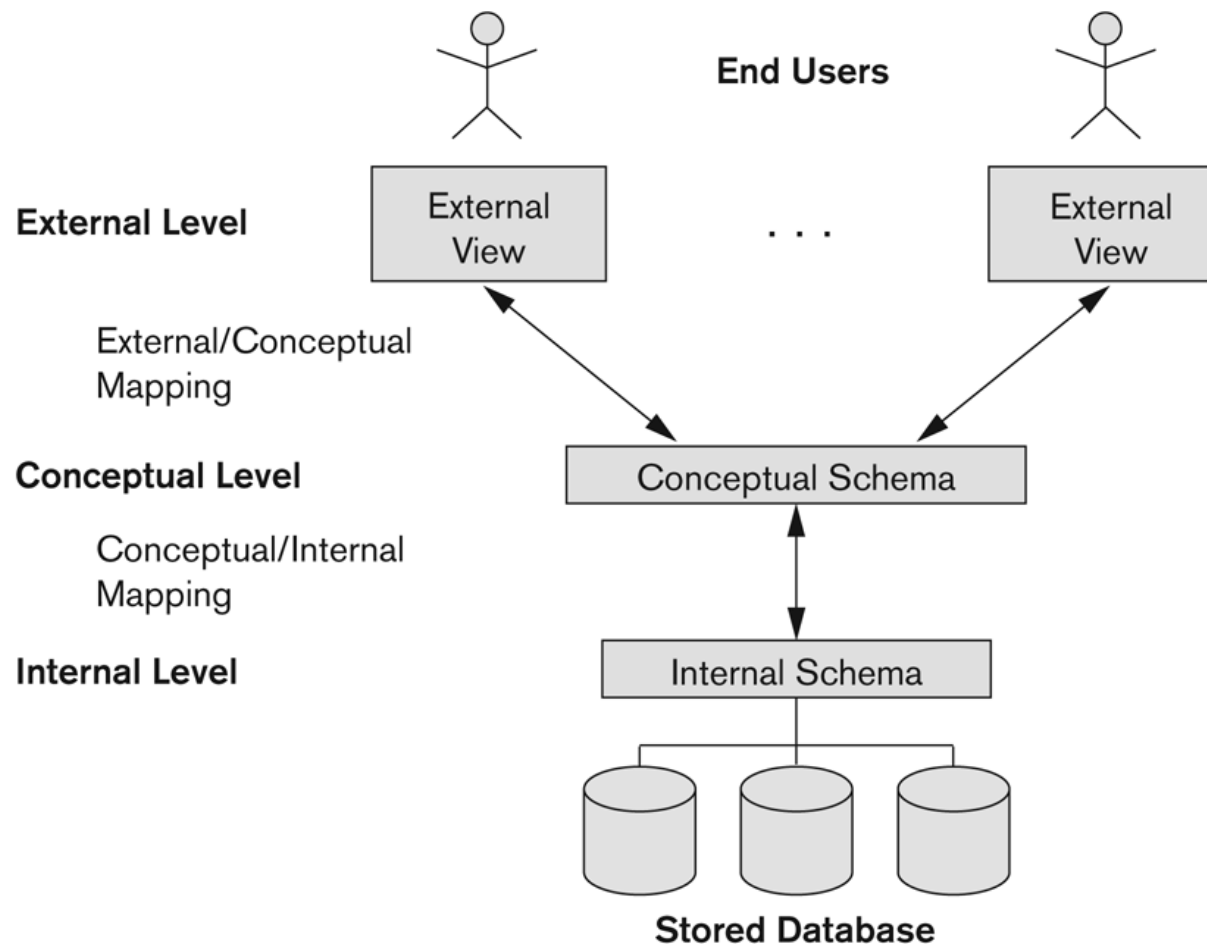 End Users
External Level
External
View
. . .
External
View
External/Conceptual
Mapping
Conceptual Level
Conceptual Schema
Conceptual/Internal
Mapping
Internal Level
Internal Schema
Stored Database